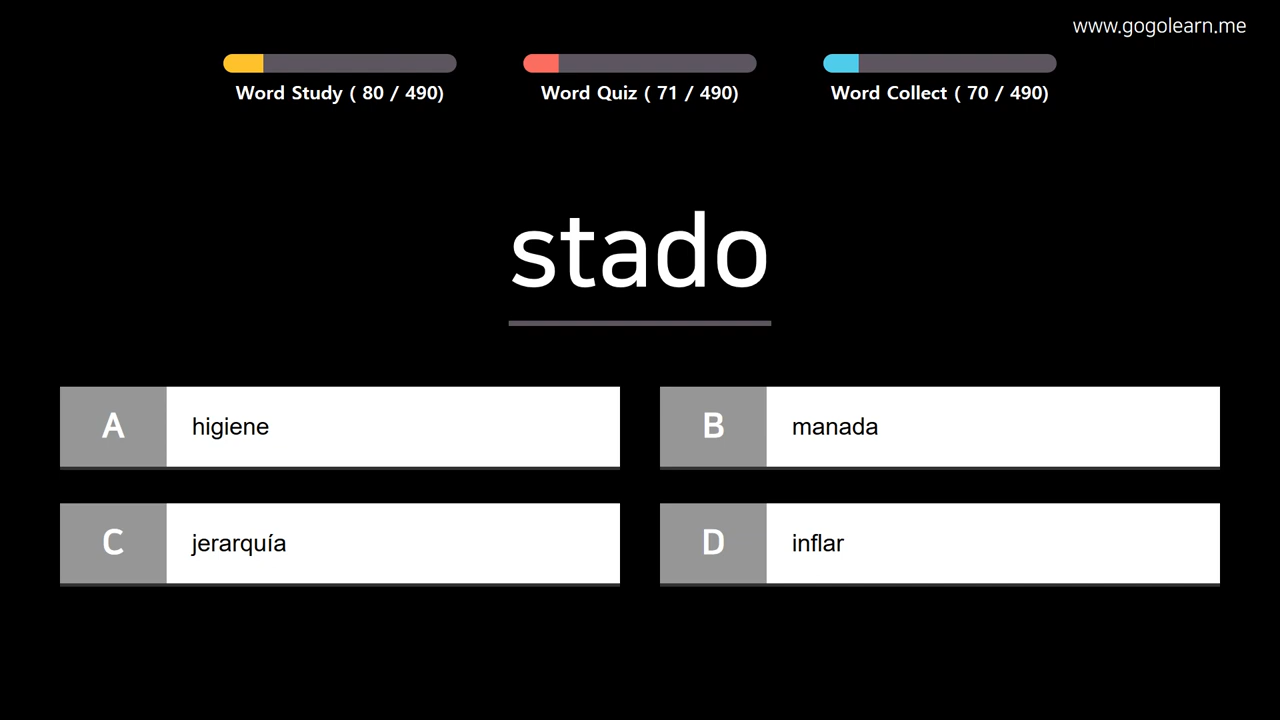 www.gogolearn.me
Word Study ( 80 / 490)
Word Quiz ( 71 / 490)
Word Collect ( 70 / 490)
stado
A higiene
B manada
C jerarquía
D inflar